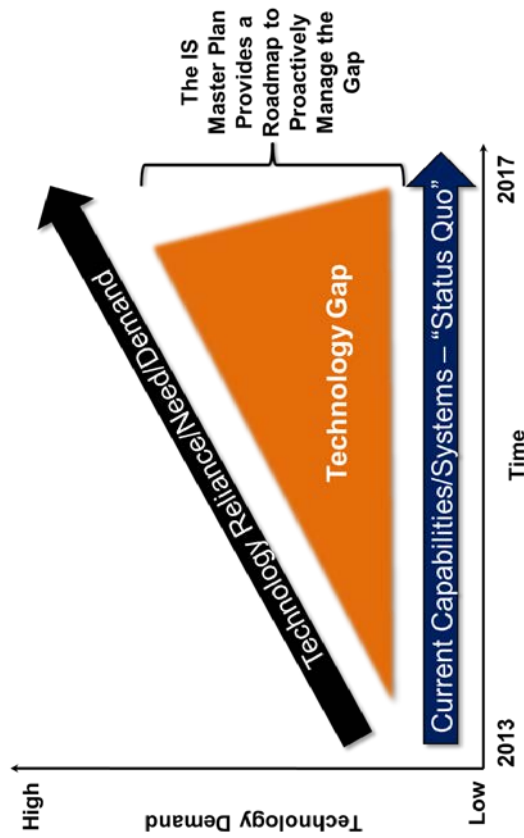 High
Technology Demand
Low
Technology Reliance/Need/Demand
Technology Gap
Current Capabilities/Systems – “Status Quo”
The IS
Master Plan
Provides a
Roadmap to
Proactively
Manage the
Gap
2013
Time
2017